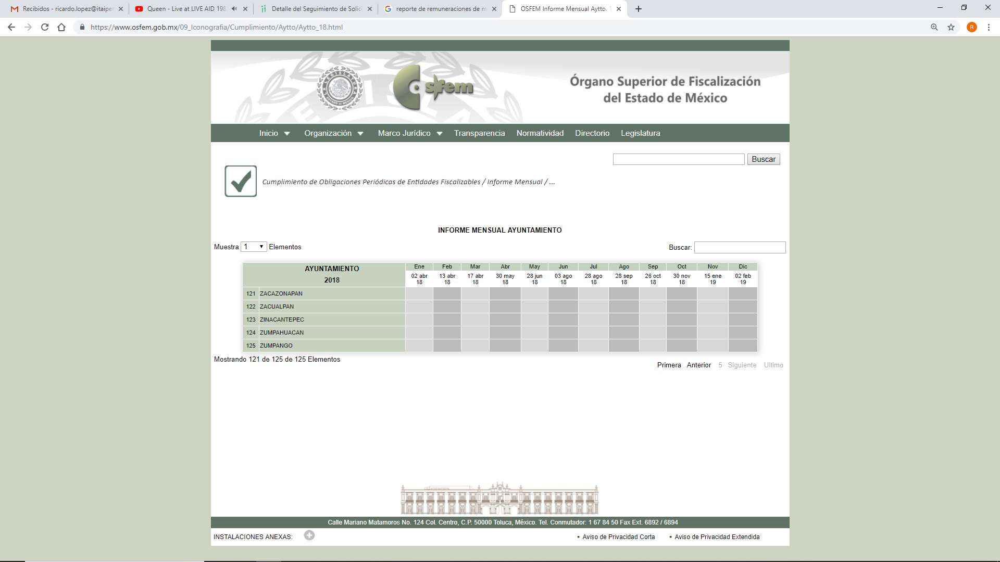 Recibidos - ricardo.lopez@itaipe
Queen - Live at LIVE AID 198
Detalle del Seguimiento de Solic
reporte de remuneraciones de m
OSFEM Informe Mensual Aytto. 1
https://www.osfem.gob.mx/09_Iconografia/Cumplimiento/Aytto/Aytto_18.html
R
LEGISLATURA
ESTADO DE MÉXICO
osfem
Órgano Superior de Fiscalización
del Estado de México
Inicio Organización Marco Jurídico Transparencia Normatividad Directorio Legislatura
Buscar
Cumplimiento de Obligaciones Periódicas de Entidades Fiscalizables / Informe Mensual / ...
INFORME MENSUAL AYUNTAMIENTO
Muestra 1 Elementos
Buscar:
AYUNTAMIENTO 2018 Ene Feb Mar Abr May Jun Jul Ago Sep Oct Nov Dic
02 abr 18 13 abr 18 17 abr 18 30 may 18 28 jun 18 03 ago 18 28 ago 18 28 sep 18 26 oct 18 30 nov 18 15 ene 19 02 feb 19
121 ZACAZONAPAN
122 ZACUALPAN
123 ZINACANTEPEC
124 ZUMPAHUACAN
125 ZUMPANGO
Mostrando 121 de 125 de 125 Elementos
Primera Anterior 5 Siguiente Ultimo
Calle Mariano Matamoros No. 124 Col. Centro, C.P. 50000 Toluca, México. Tel. Conmutador: 1 67 84 50 Fax Ext. 6892 / 6894
INSTALACIONES ANEXAS:
Aviso de Privacidad Corta
Aviso de Privacidad Extendida